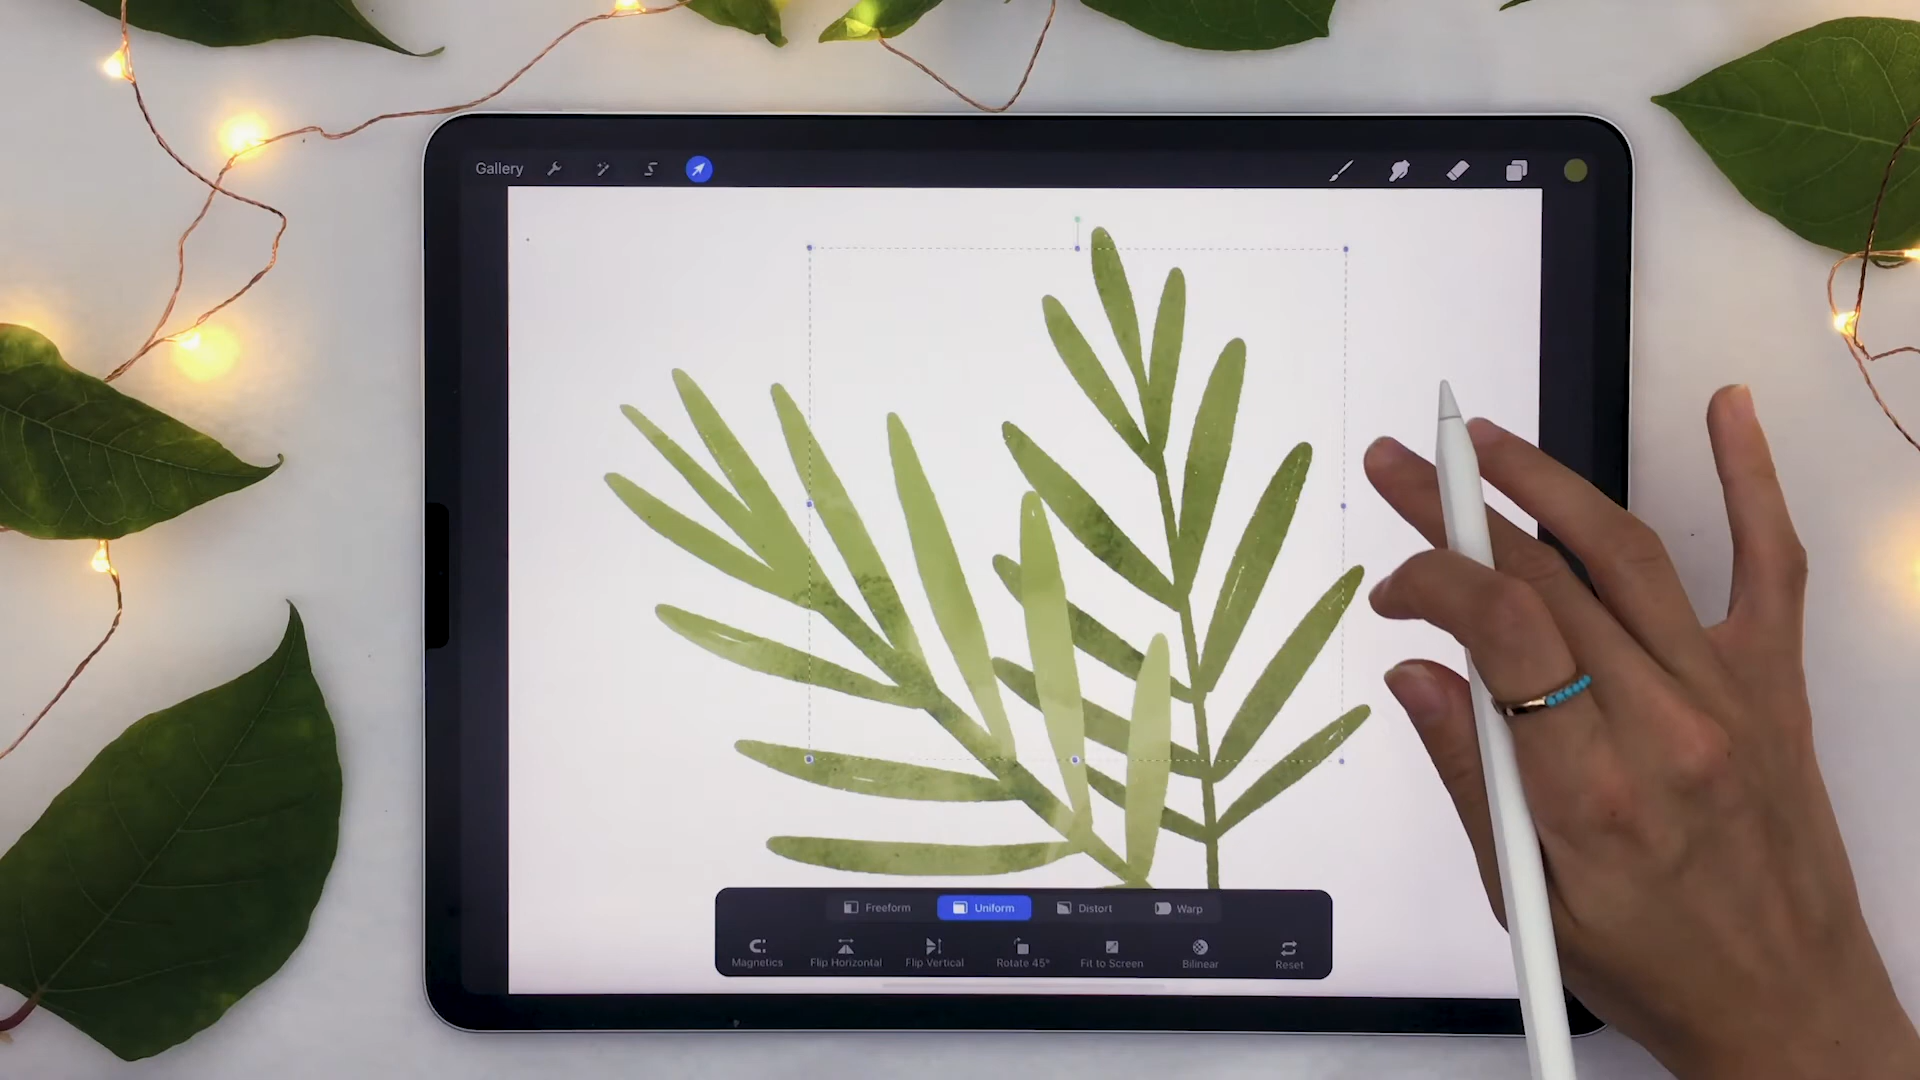 Gallery
Freeform Uniform Distort Warp
Magnetics Flip Horizontal Flip Vertical Rotate 45° Fit to Screen Bilinear Reset